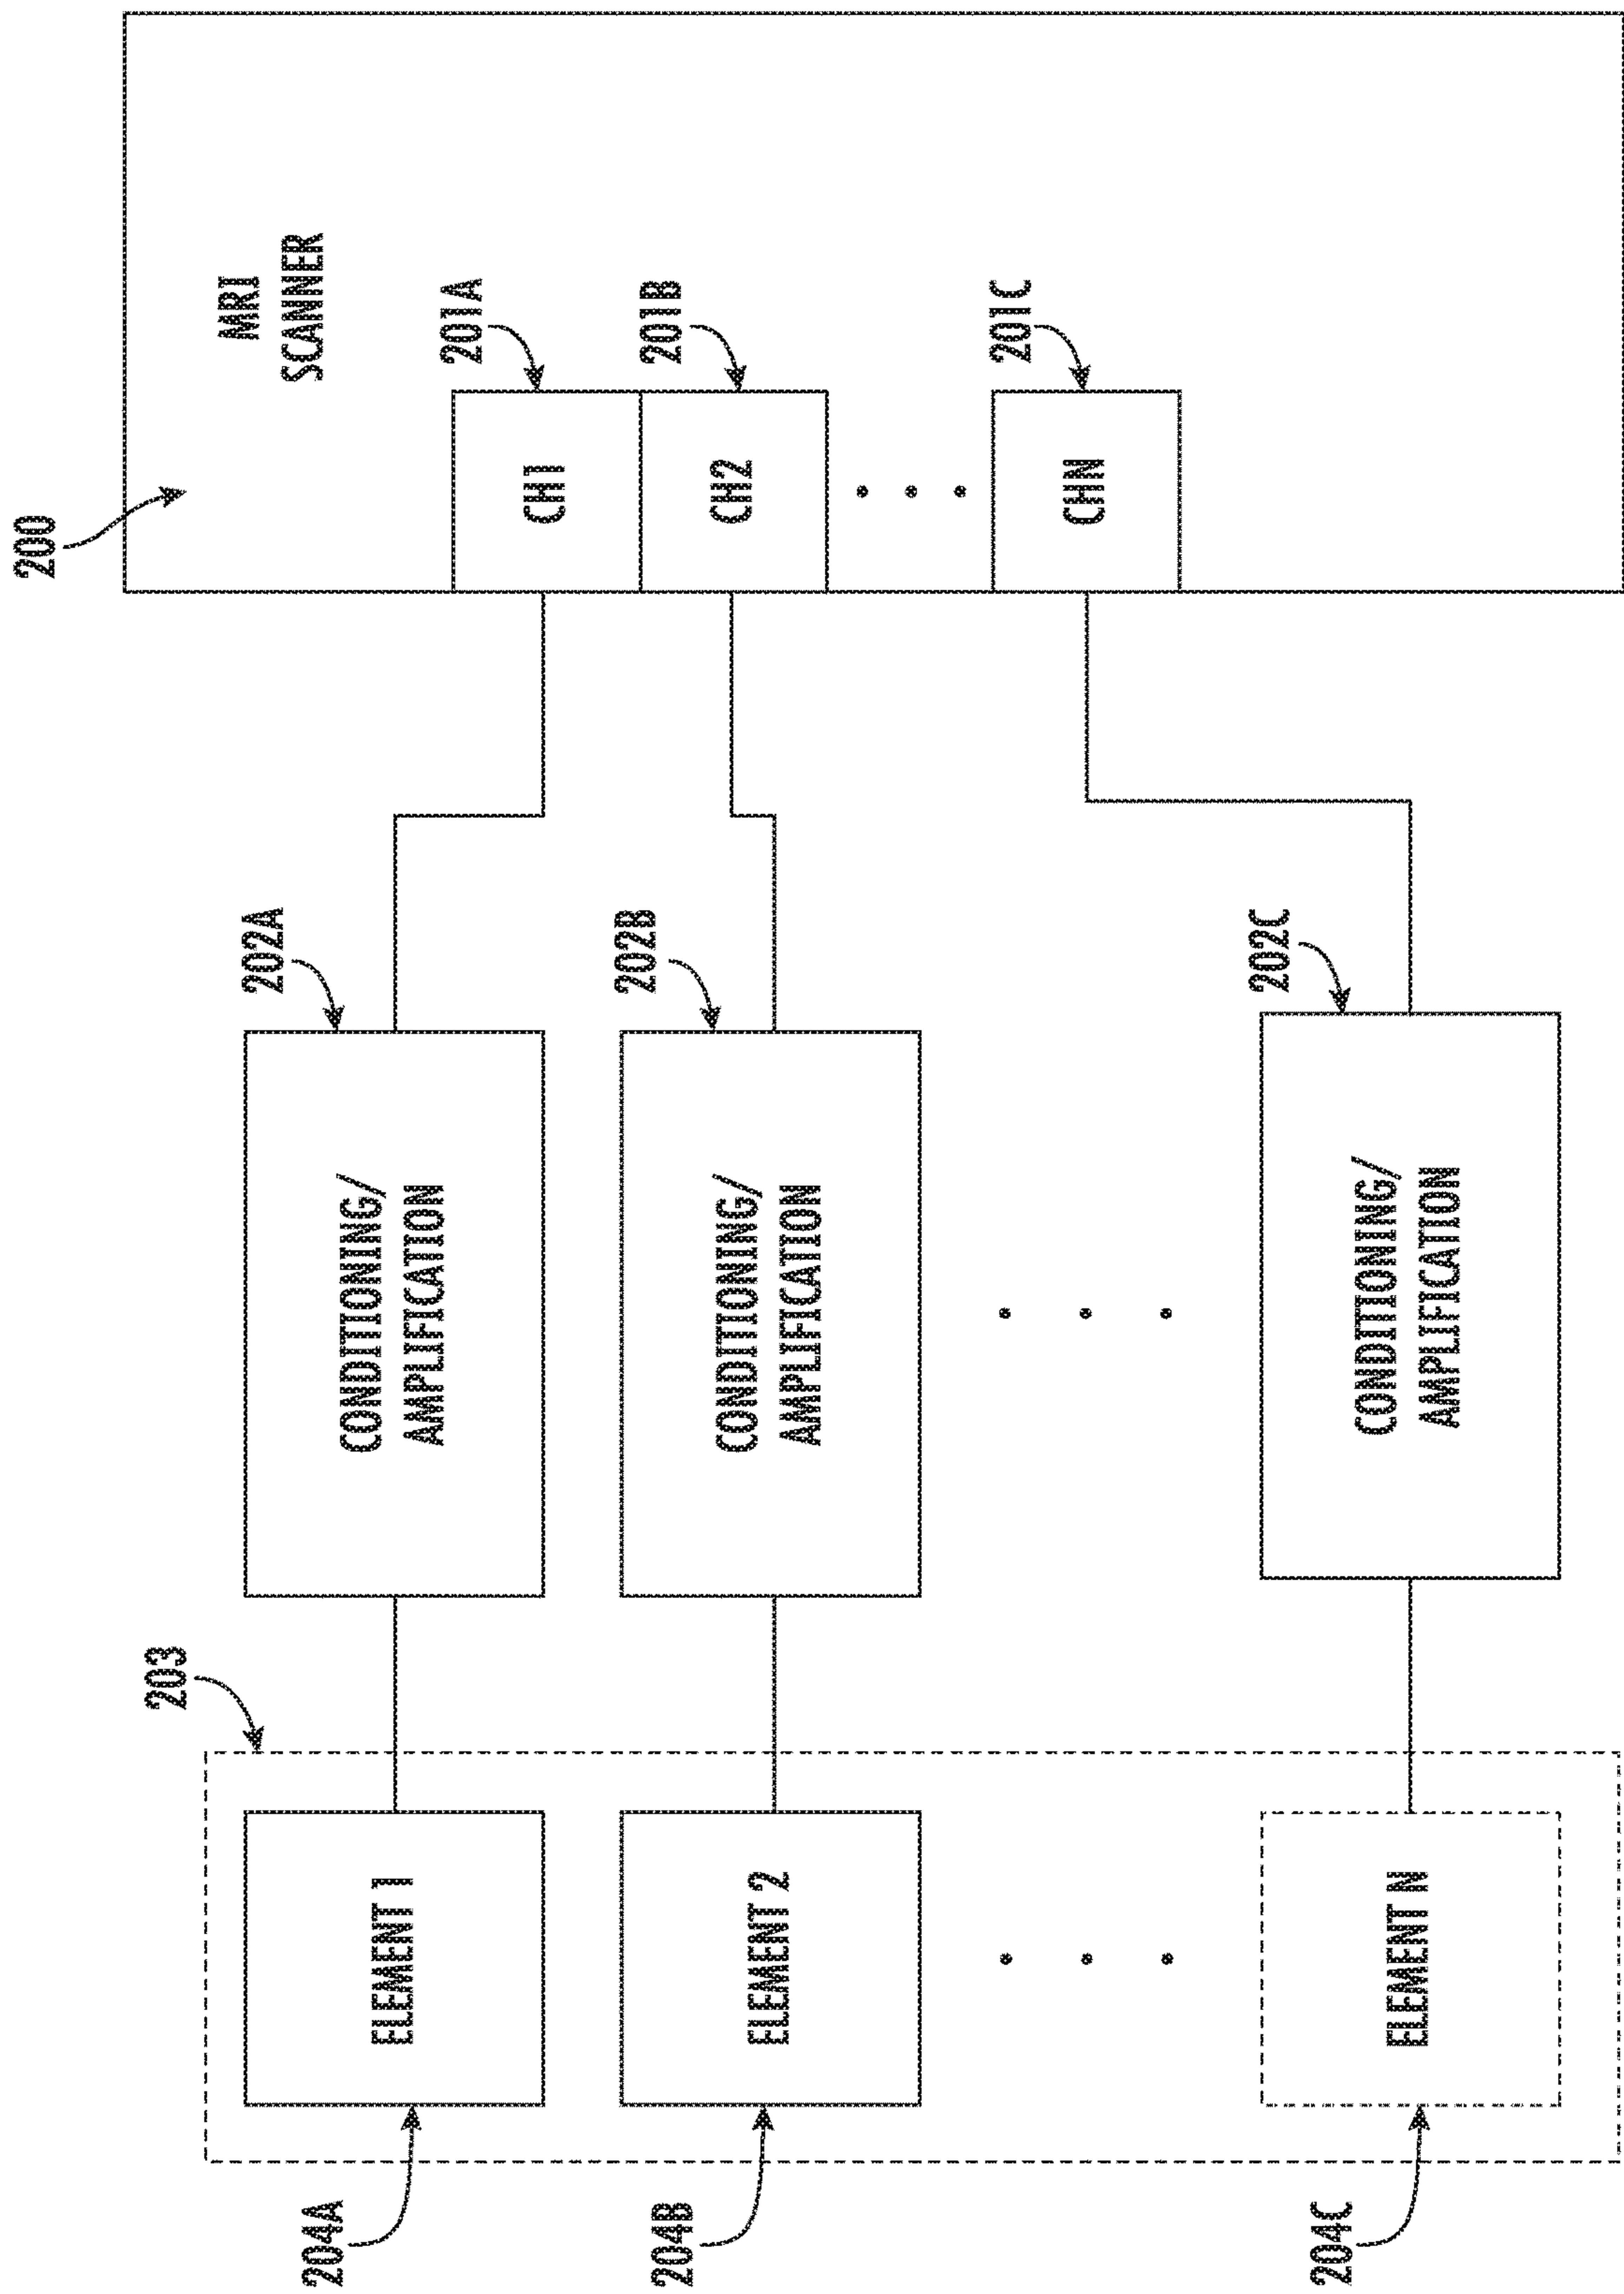 200
MRI
SCANNER
CH1
201A
CH2
201B
CHN
201C
202A
CONDITIONING/
AMPLIFICATION
202B
CONDITIONING/
AMPLIFICATION
202C
CONDITIONING/
AMPLIFICATION
203
ELEMENT 1
204A
ELEMENT 2
204B
ELEMENT N
204C